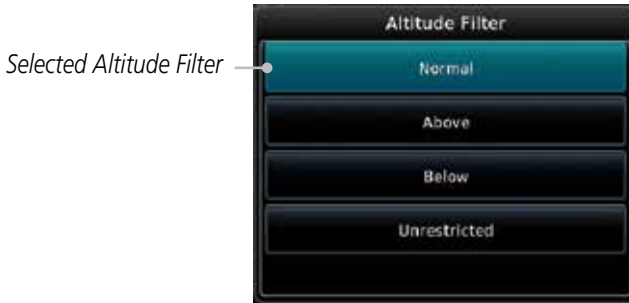 Altitude Filter
Selected Altitude Filter
Normal
Above
Below
Unrestricted